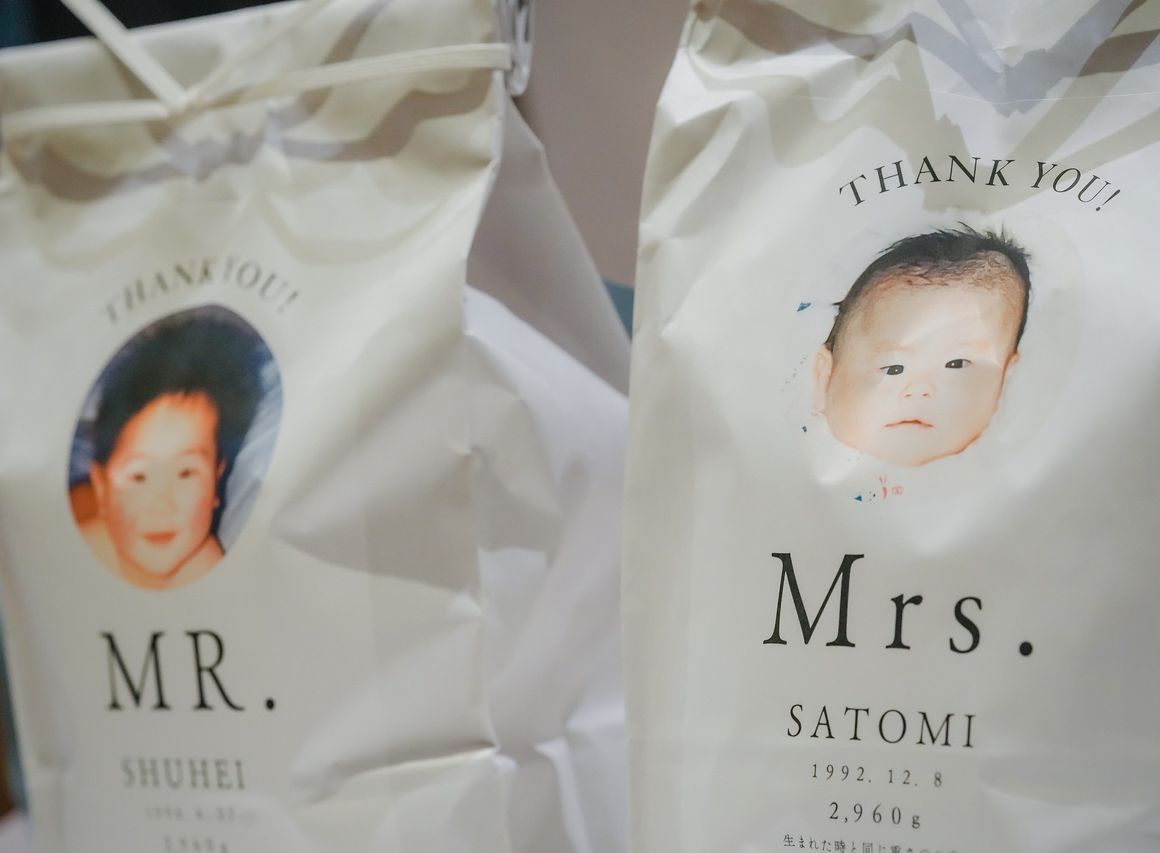 THANK YOU!
MR.
SHUHEI
THANK YOU!
Mrs.
SATOMI
1992. 12. 8
2,960g
生まれた時と同じ重さの